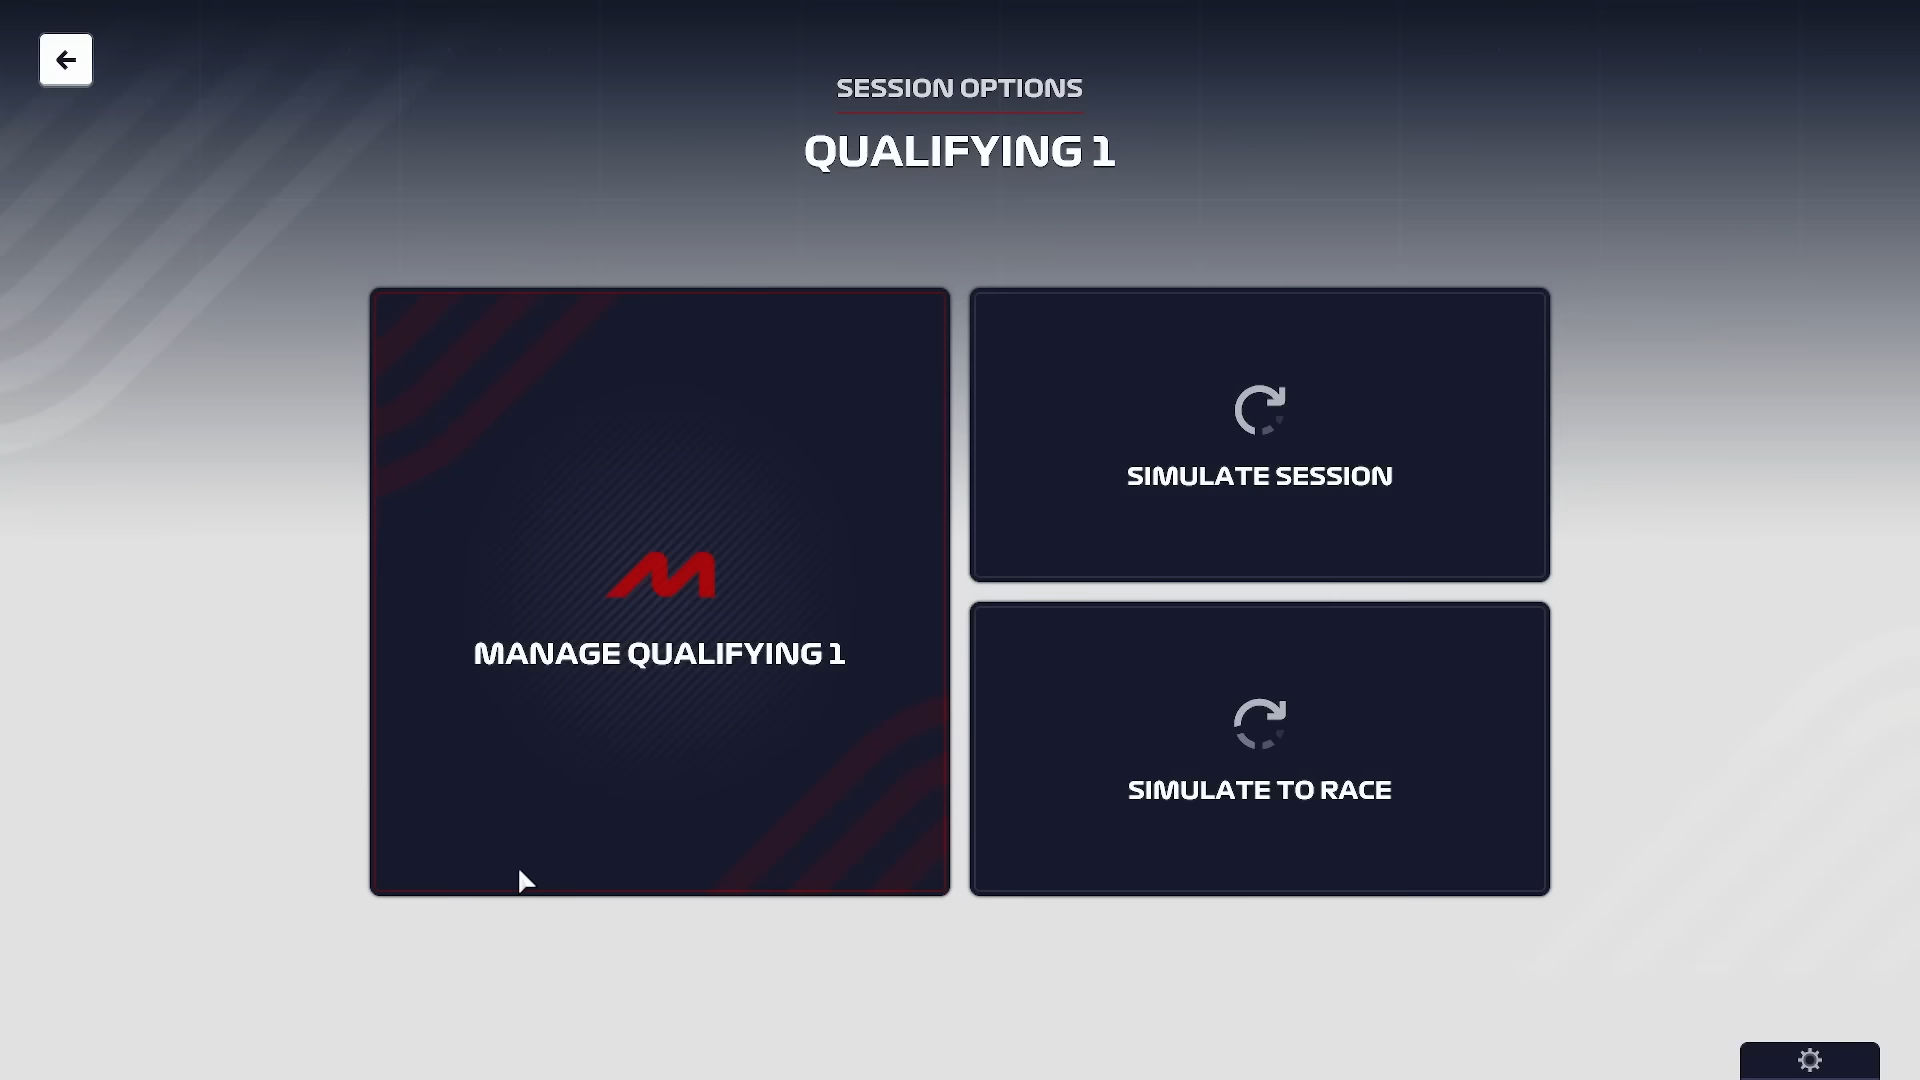 SESSION OPTIONS
QUALIFYING 1
MANAGE QUALIFYING 1
SIMULATE SESSION
SIMULATE TO RACE